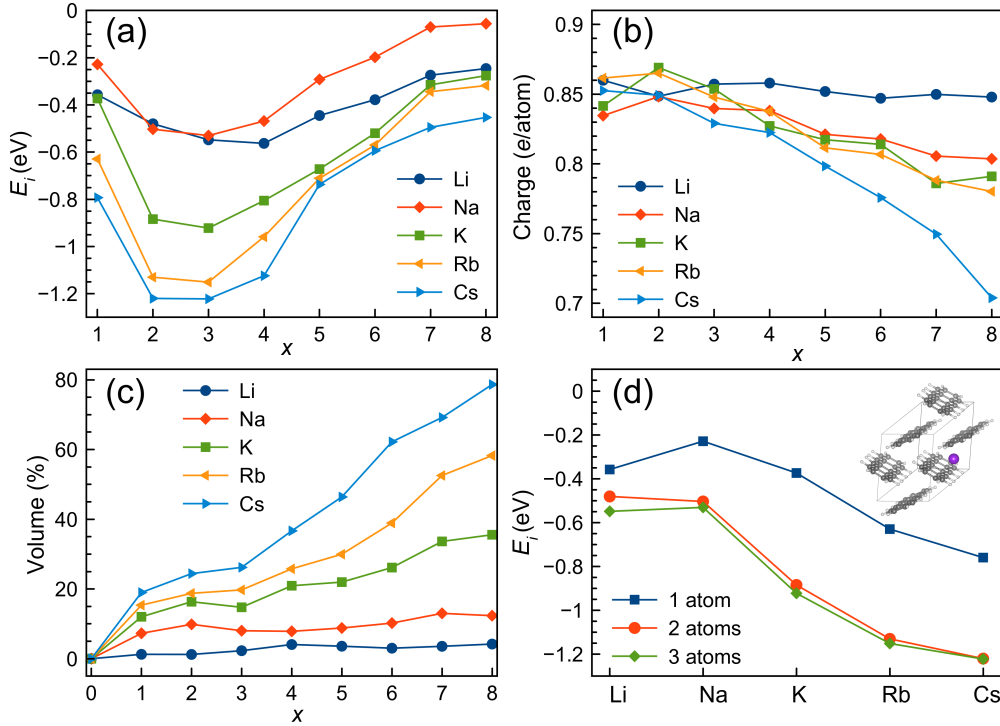 (a)
0
−0.2
−0.4
−0.6
−0.8
−1
−1.2
E_i (eV)
1 2 3 4 5 6 7 8
x
Li
Na
K
Rb
Cs
(b)
0.9
0.85
0.8
0.75
0.7
Charge (e/atom)
1 2 3 4 5 6 7 8
x
Li
Na
K
Rb
Cs
(c)
80
60
40
20
0
Volume (%)
0 1 2 3 4 5 6 7 8
x
Li
Na
K
Rb
Cs
(d)
0
−0.2
−0.4
−0.6
−0.8
−1
−1.2
E_i (eV)
Li Na K Rb Cs
1 atom
2 atoms
3 atoms